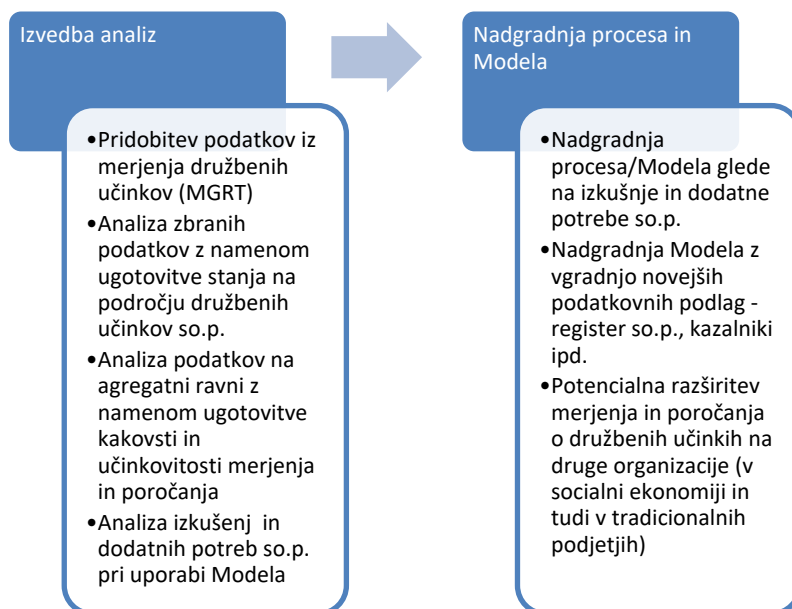 Izvedba analiz
•Pridobitev podatkov iz
merjenja družbenih
učinkov (MGRT)
•Analiza zbranih
podatkov z namenom
ugotovitve stanja na
področju družbenih
učinkov so.p.
•Analiza podatkov na
agregatni ravni z
namenom ugotovitve
kakovsti in
učinkovitosti merjenja
in poročanja
•Analiza izkušenj in
dodatnih potreb so.p.
pri uporabi Modela
Nadgradnja procesa in
Modela
•Nadgradnja
procesa/Modela glede
na izkušnje in dodatne
potrebe so.p.
•Nadgradnja Modela z
vgradnjo novejših
podatkovnih podlag -
register so.p., kazalniki
ipd.
•Potencialna razširitev
merjenja in poročanja
o družbenih učinkih na
druge organizacije (v
socialni ekonomiji in
tudi v tradicionalnih
podjetjih)